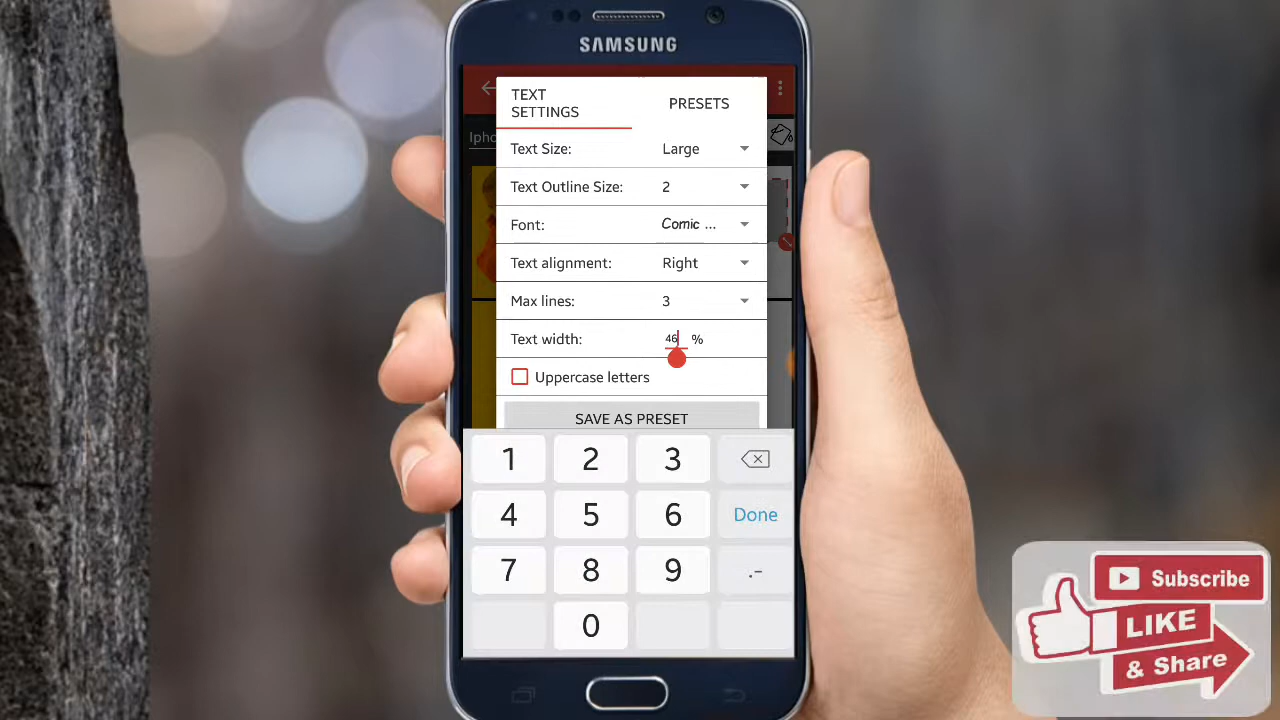 SAMSUNG
TEXT
SETTINGS
PRESETS
Ipho
Text Size: Large
Text Outline Size: 2
Font: Comic ...
Text alignment: Right
Max lines: 3
Text width: 46 %
Uppercase letters
SAVE AS PRESET
1 2 3
4 5 6 Done
7 8 9 .-
0
Subscribe
LIKE
& Share